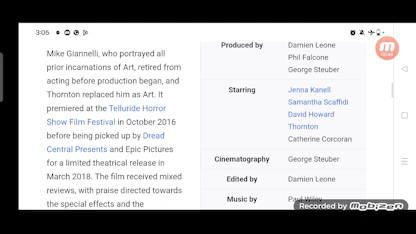 3:05
Mike Giannelli, who portrayed all
prior incarnations of Art, retired from
acting before production began, and
Thornton replaced him as Art. It
premiered at the Telluride Horror
Show Film Festival in October 2016
before being picked up by Dread
Central Presents and Epic Pictures
for a limited theatrical release in
March 2018. The film received mixed
reviews, with praise directed towards
the special effects and the
Produced by Damien Leone
Phil Falcone
George Steuber
Starring Jenna Kanell
Samantha Scaffidi
David Howard
Thornton
Catherine Corcoran
Cinematography George Steuber
Edited by Damien Leone
Music by Paul Wiley
Recorded by Mobizen